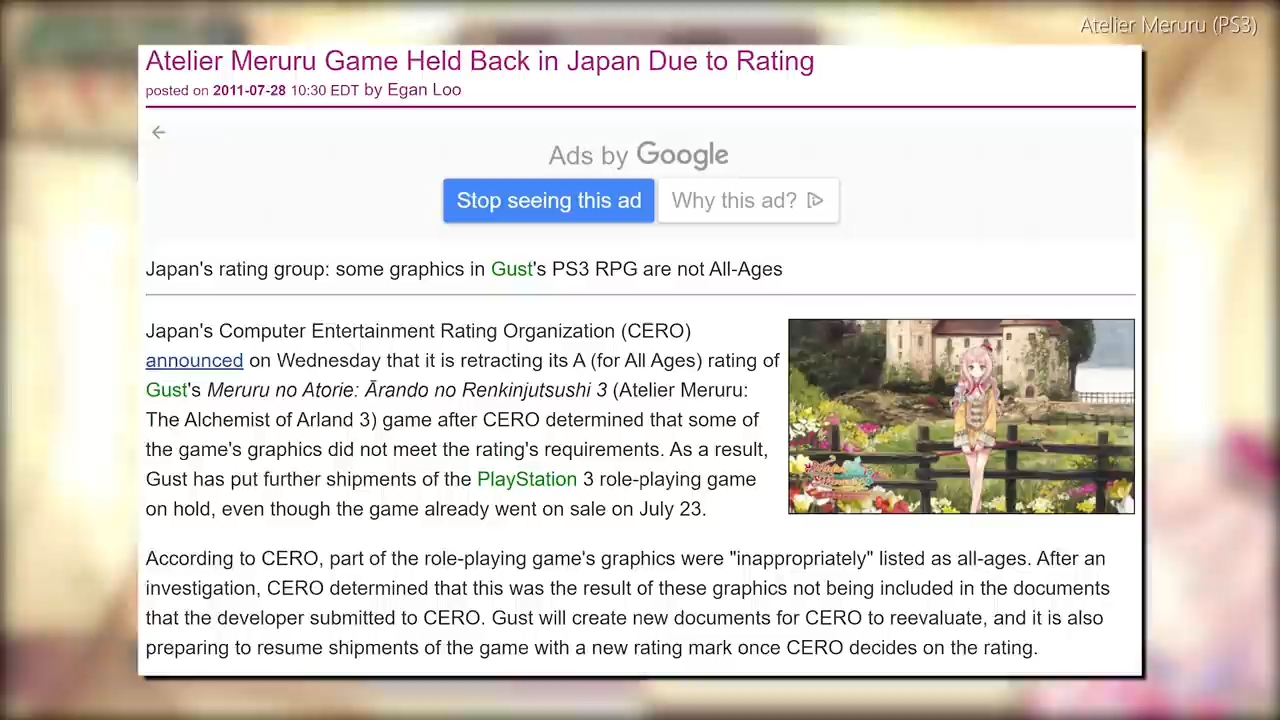 Atelier Meruru (PS3)
Atelier Meruru Game Held Back in Japan Due to Rating
posted on 2011-07-28 10:30 EDT by Egan Loo
Ads by Google
Stop seeing this ad
Why this ad?
Japan's rating group: some graphics in Gust's PS3 RPG are not All-Ages
Japan's Computer Entertainment Rating Organization (CERO)
announced on Wednesday that it is retracting its A (for All Ages) rating of
Gust's Meruru no Atorie: Ārando no Renkinjutsushi 3 (Atelier Meruru:
The Alchemist of Arland 3) game after CERO determined that some of
the game's graphics did not meet the rating's requirements. As a result,
Gust has put further shipments of the PlayStation 3 role-playing game
on hold, even though the game already went on sale on July 23.
According to CERO, part of the role-playing game's graphics were "inappropriately" listed as all-ages. After an
investigation, CERO determined that this was the result of these graphics not being included in the documents
that the developer submitted to CERO. Gust will create new documents for CERO to reevaluate, and it is also
preparing to resume shipments of the game with a new rating mark once CERO decides on the rating.